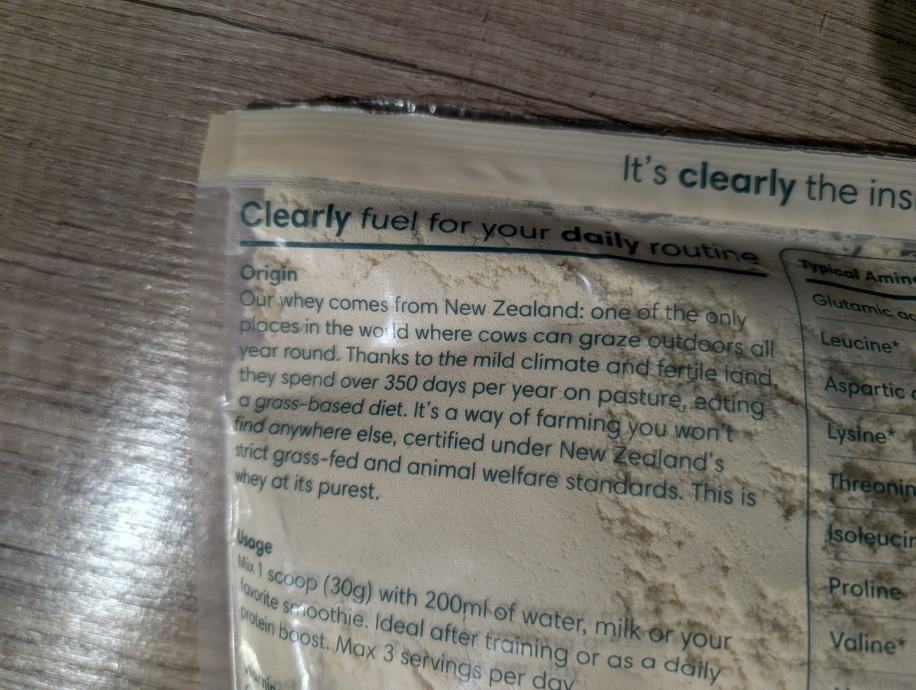 It's clearly the ins
Clearly fuel for your daily routine
Origin
Our whey comes from New Zealand: one of the only
places in the world where cows can graze outdoors all
year round. Thanks to the mild climate and fertile land,
they spend over 350 days per year on pasture, eating
a grass-based diet. It's a way of farming you won't
find anywhere else, certified under New Zealand's
strict grass-fed and animal welfare standards. This is
whey at its purest.
Usage
Mix 1 scoop (30g) with 200ml of water, milk or your
favorite smoothie. Ideal after training or as a daily
protein boost. Max 3 servings per day
Warnin
Typical Amin
Glutamic ac
Leucine*
Aspartic
Lysine*
Threonin
Isoleucin
Proline
Valine*